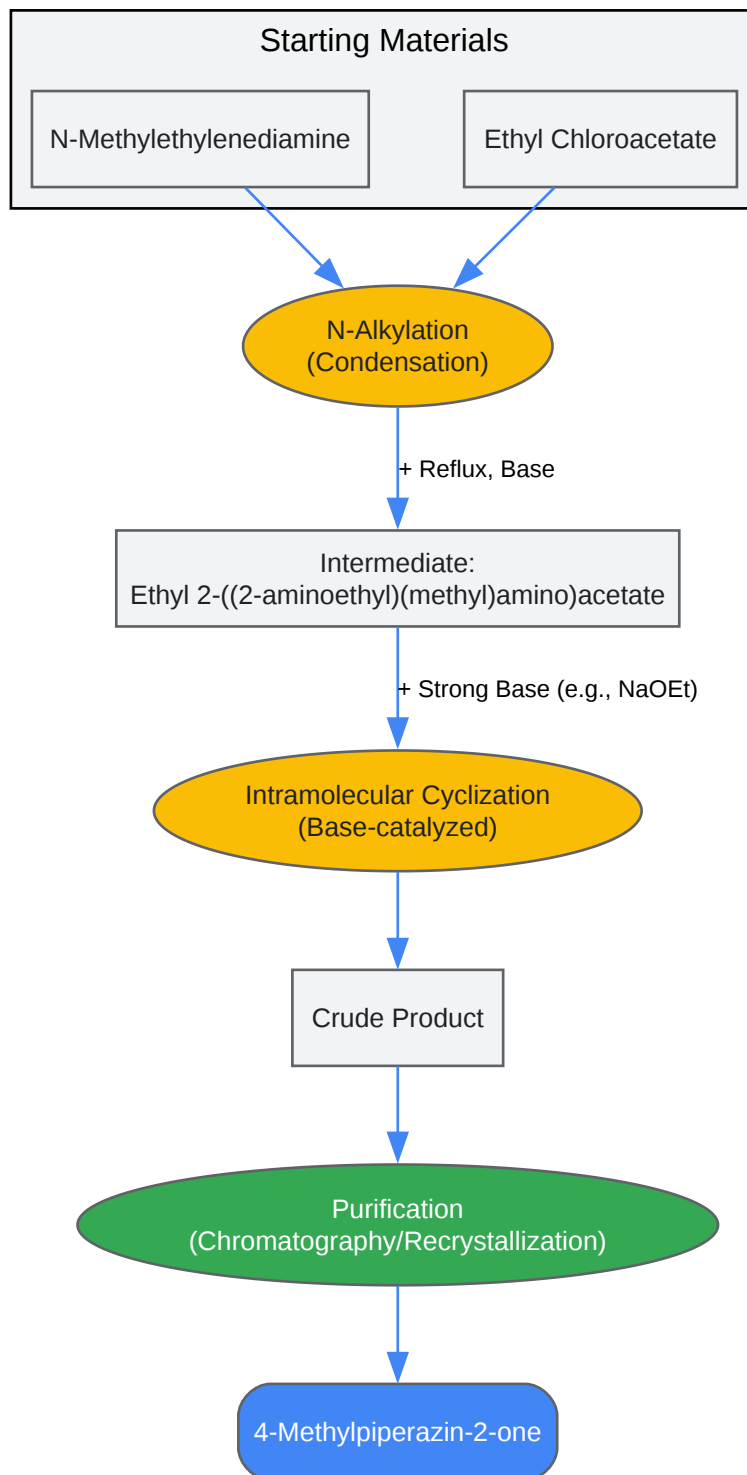 Starting Materials
N-Methylethylenediamine
Ethyl Chloroacetate
N-Alkylation
(Condensation)
+ Reflux, Base
Intermediate:
Ethyl 2-((2-aminoethyl)(methyl)amino)acetate
+ Strong Base (e.g., NaOEt)
Intramolecular Cyclization
(Base-catalyzed)
Crude Product
Purification
(Chromatography/Recrystallization)
4-Methylpiperazin-2-one